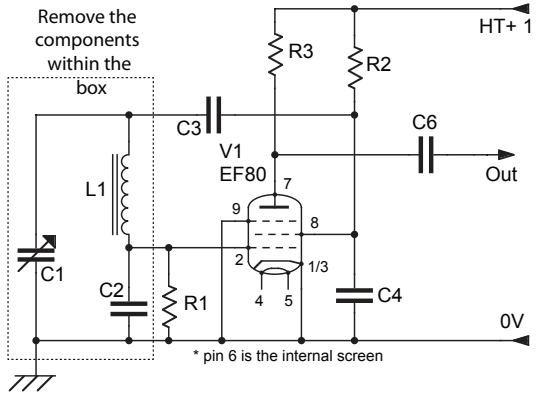 Remove the
components
within the
box
HT+ 1
R3
R2
C3
C6
V1
EF80
Out
7
L1
9
8
2
1/3
C1
C2
R1
4
5
C4
0V
* pin 6 is the internal screen